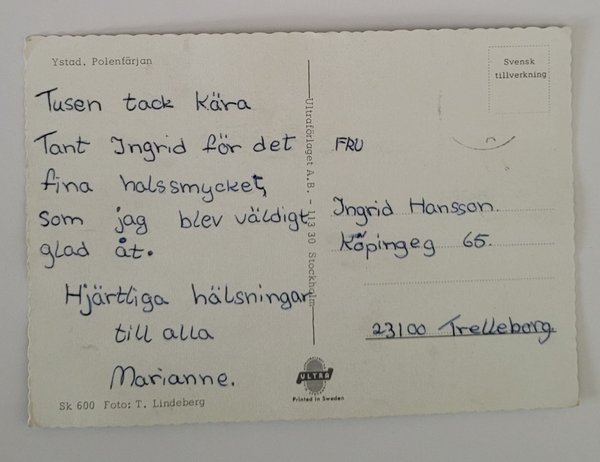 Ystad. Polenfärjan
Tusen tack kära
Tant Ingrid för det
fina halssmycket,
som jag blev väldigt
glad åt.
Hjärtliga hälsningar
till alla
Marianne.
Sk 600 Foto: T. Lindeberg
Ultraförlaget A.B. - 113 30 Stockholm
ULTRA
Printed in Sweden
Svensk
tillverkning
FRU
Ingrid Hansson.
Köpingeg 65.
23100 Trelleborg.